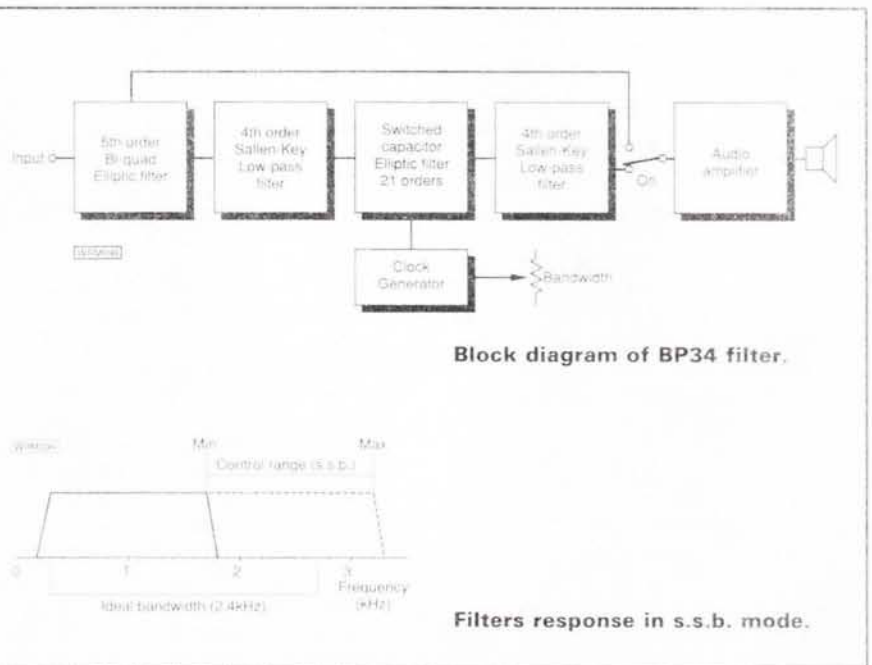 Input
5th order
Bi-quad
Elliptic filter
4th order
Sallen-Key
Low-pass
filter
Switched
capacitor
Elliptic filter
21 orders
4th order
Sallen-Key
Low-pass
filter
On
Audio
amplifier
Clock
Generator
Bandwidth
Block diagram of BP34 filter.
Min
Max
Control range (s.s.b.)
0 1 2 3
Frequency
(kHz)
Ideal bandwidth (2.4kHz)
Filters response in s.s.b. mode.